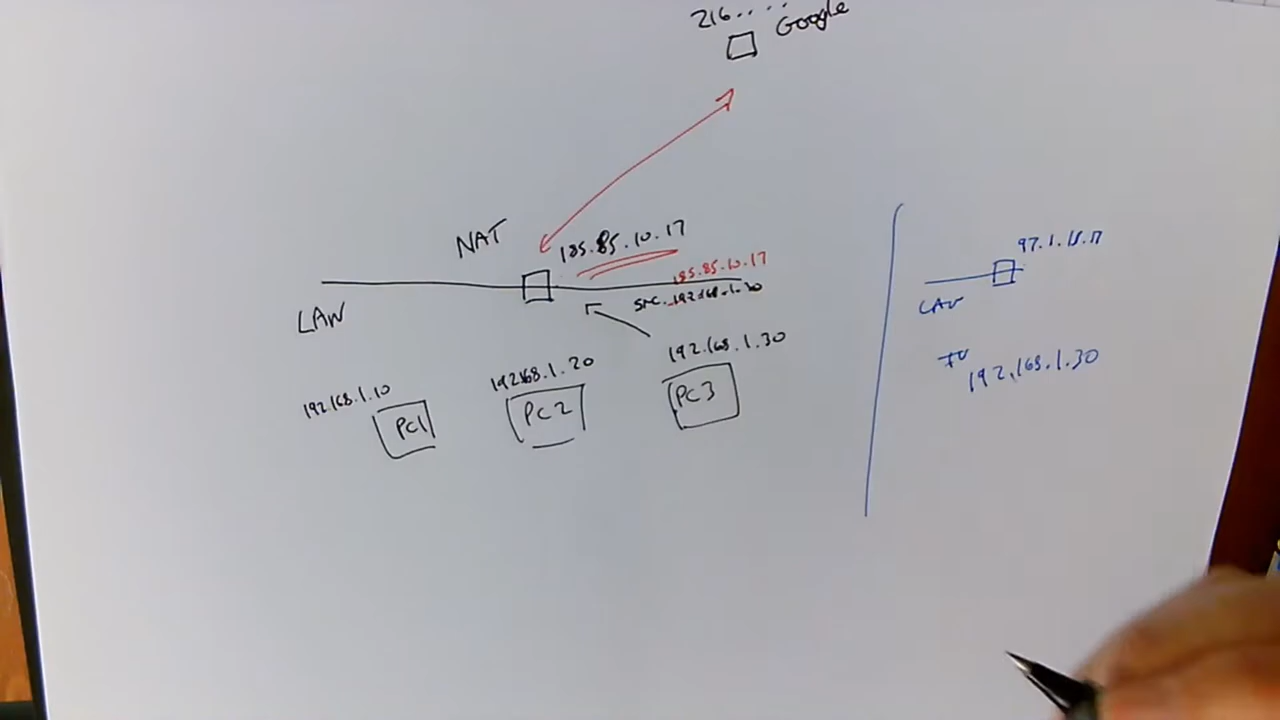 216....
Google
NAT
185.85.10.17
185.85.10.17
SRC. 192.168.1.30
LAN
192.168.1.10
PC1
192.168.1.20
PC2
192.168.1.30
PC3
97.1.15.17
LAN
TV
192.168.1.30